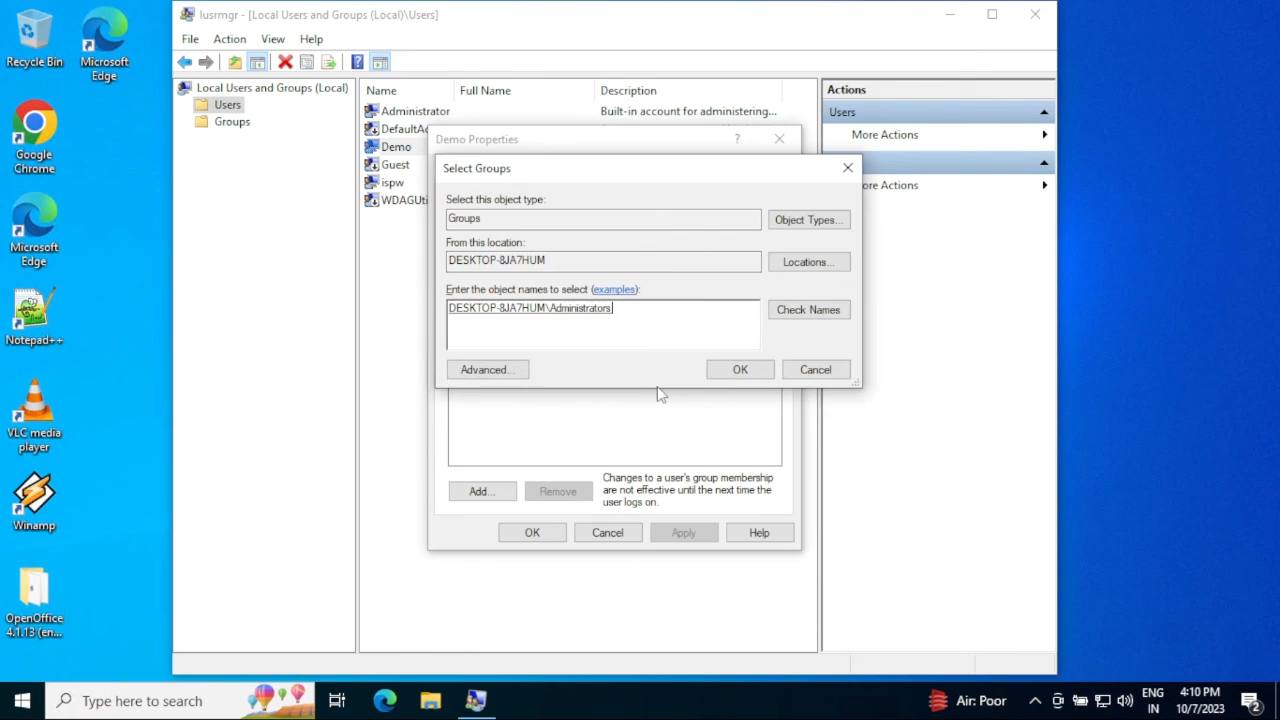 Recycle Bin
Microsoft
Edge
Google
Chrome
Microsoft
Edge
Notepad++
VLC media
player
Winamp
OpenOffice
4.1.13 (en...
lusrmgr - [Local Users and Groups (Local)\Users]
File Action View Help
Local Users and Groups (Local)
Users
Groups
Name Full Name Description
Administrator Built-in account for administering...
DefaultAc
Demo
Guest
ispw
WDAGUti
Actions
Users
More Actions
ore Actions
Demo Properties
?
Select Groups
Select this object type:
Groups
Object Types...
From this location:
DESKTOP-8JA7HUM
Locations...
Enter the object names to select (examples):
DESKTOP-8JA7HUM\Administrators
Check Names
Advanced...
OK
Cancel
Add...
Remove
Changes to a user's group membership
are not effective until the next time the
user logs on.
OK
Cancel
Apply
Help
Type here to search
Air: Poor
ENG
IN
4:10 PM
10/7/2023
2